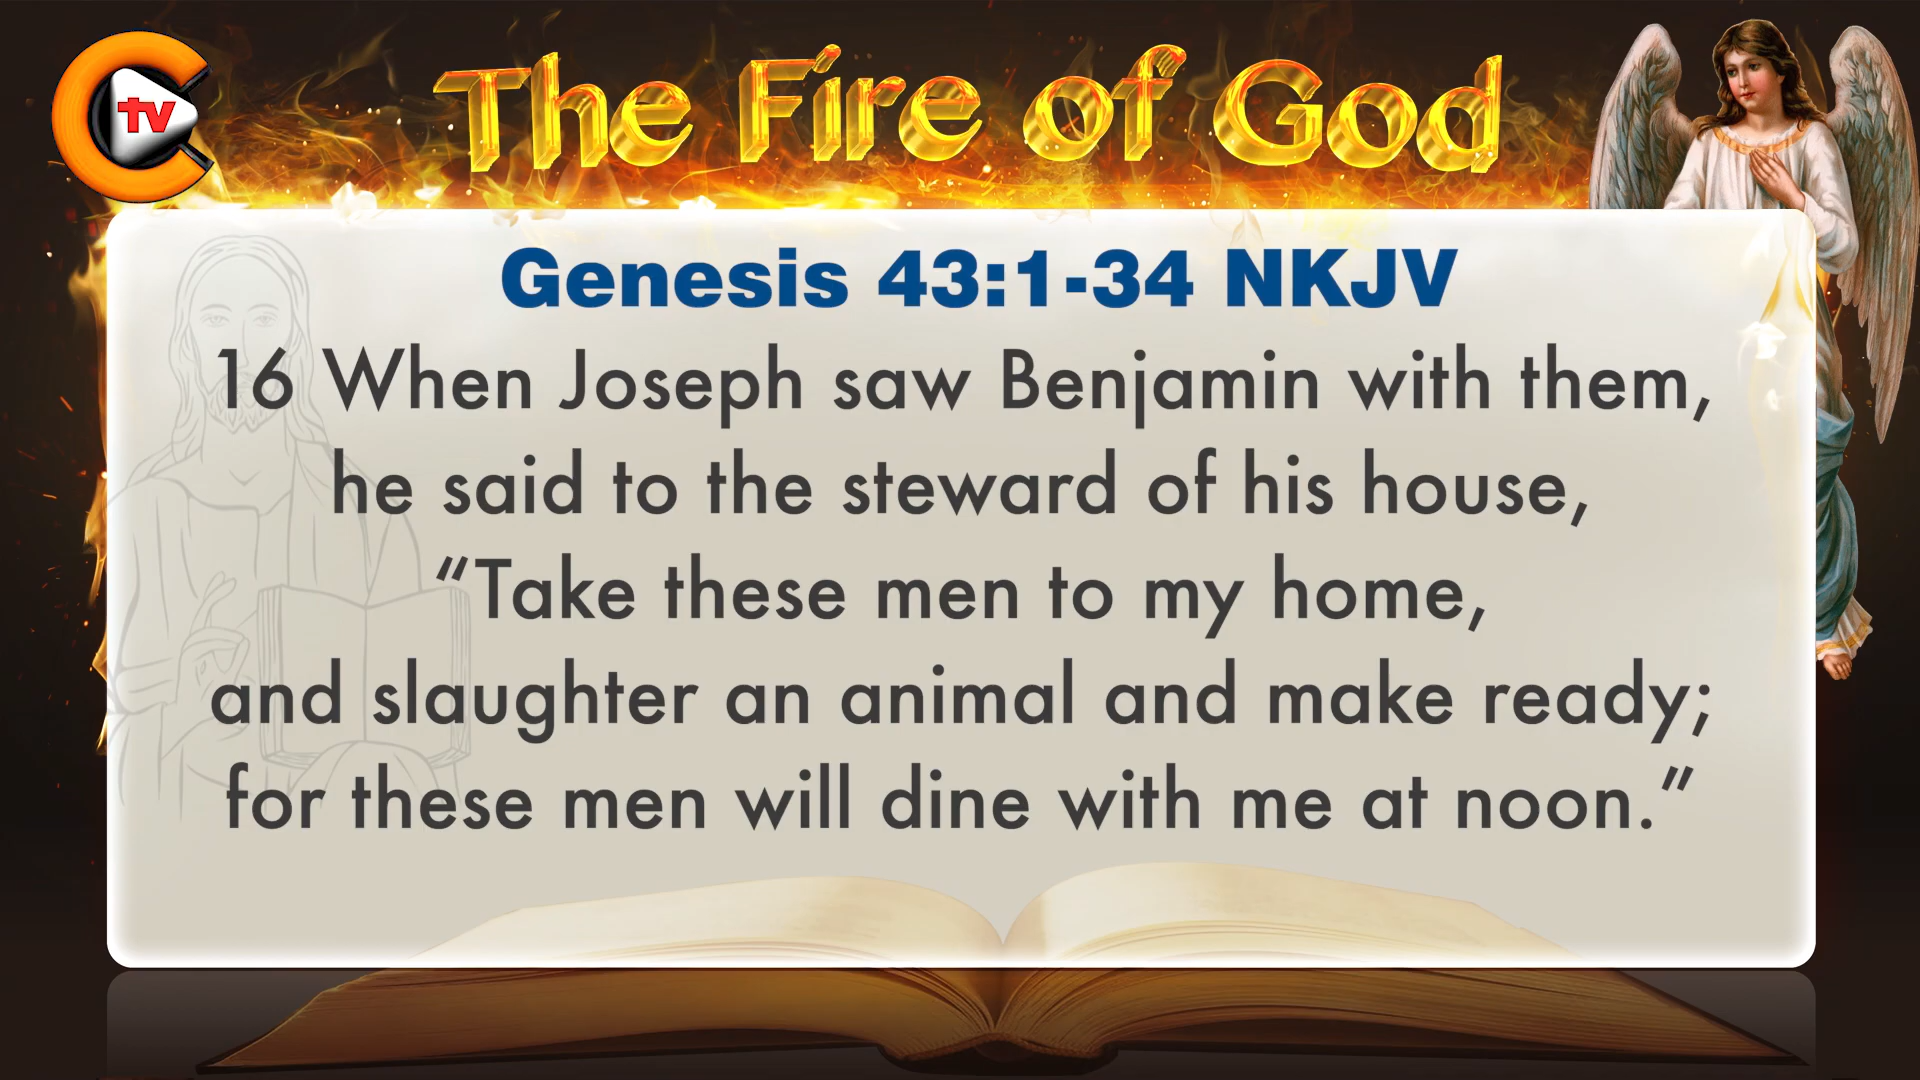 tv
The Fire of God
Genesis 43:1-34 NKJV
16 When Joseph saw Benjamin with them,
he said to the steward of his house,
“Take these men to my home,
and slaughter an animal and make ready;
for these men will dine with me at noon.”